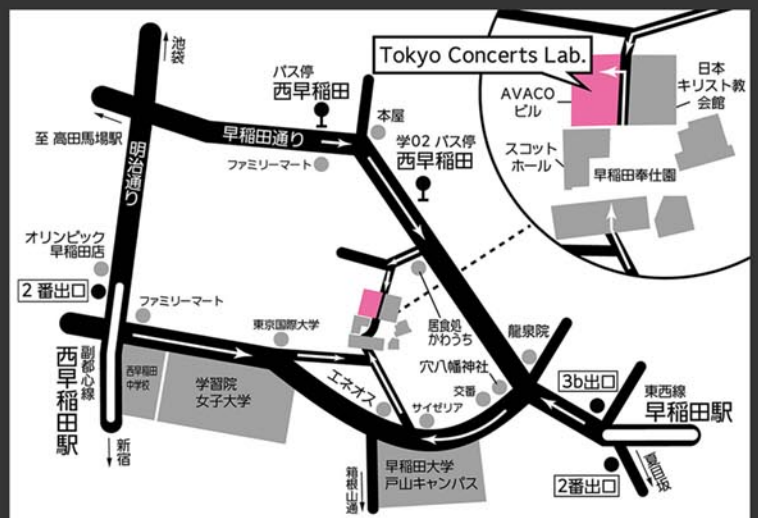 池袋
バス停
西早稲田
本屋
至 高田馬場駅
早稲田通り
ファミリーマート
学02 バス停
西早稲田
明治通り
Tokyo Concerts Lab.
AVACO
ビル
日本
キリスト教
会館
スコット
ホール
早稲田奉仕園
オリンピック
早稲田店
2番出口
ファミリーマート
東京国際大学
居食処
かわうち
龍泉院
穴八幡神社
交番
3b出口
東西線
早稲田駅
副都心線
西早稲田駅
西早稲田
中学校
学習院
女子大学
エネオス
サイゼリア
新宿
箱根山通
早稲田大学
戸山キャンパス
2番出口
夏目坂